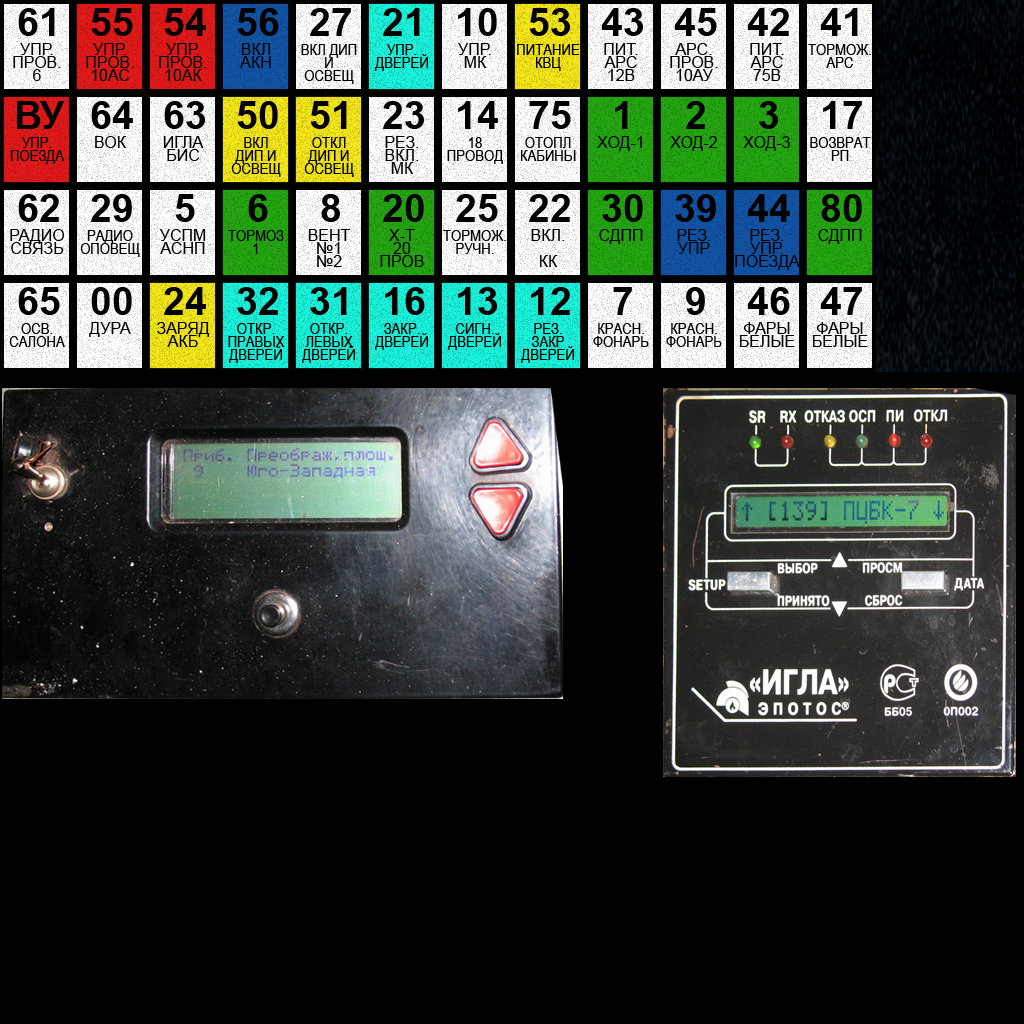 61
УПР.
ПРОВ.
6
55
УПР.
ПРОВ.
10АС
54
УПР.
ПРОВ.
10АК
56
ВКЛ
АКН
27
ВКЛ ДИП
И
ОСВЕЩ
21
УПР.
ДВЕРЕЙ
10
УПР.
МК
53
ПИТАНИЕ
КВЦ
43
ПИТ.
АРС
12В
45
АРС.
ПРОВ.
10АУ
42
ПИТ.
АРС
75В
41
ТОРМОЖ.
АРС
ВУ
УПР.
ПОЕЗДА
64
ВОК
63
ИГЛА
БИС
50
ВКЛ
ДИП И
ОСВЕЩ
51
ОТКЛ
ДИП И
ОСВЕЩ
23
РЕЗ.
ВКЛ.
МК
14
18
ПРОВОД
75
ОТОПЛ
КАБИНЫ
1
ХОД-1
2
ХОД-2
3
ХОД-3
17
ВОЗВРАТ
РП
62
РАДИО
СВЯЗЬ
29
РАДИО
ОПОВЕЩ
5
УСПМ
АСНП
6
ТОРМОЗ
1
8
ВЕНТ
№1
№2
20
Х-Т
20
ПРОВ
25
ТОРМОЖ.
РУЧН.
22
ВКЛ.
КК
30
СДПП
39
РЕЗ.
УПР
44
РЕЗ.
УПР.
ПОЕЗДА
80
СДПП
65
ОСВ.
САЛОНА
00
ДУРА
24
ЗАРЯД
АКБ
32
ОТКР.
ПРАВЫХ
ДВЕРЕЙ
31
ОТКР.
ЛЕВЫХ
ДВЕРЕЙ
16
ЗАКР.
ДВЕРЕЙ
13
СИГН.
ДВЕРЕЙ
12
РЕЗ.
ЗАКР.
ДВЕРЕЙ
7
КРАСН.
ФОНАРЬ
9
КРАСН.
ФОНАРЬ
46
ФАРЫ
БЕЛЫЕ
47
ФАРЫ
БЕЛЫЕ
Приб. Преображ.площ.
9 Юго-Западная
SR RX ОТКАЗ ОСП ПИ ОТКЛ
↑ [139] ПЦБК-7 ↓
ВЫБОР ПРОСМ
SETUP ДАТА
ПРИНЯТО СБРОС
«ИГЛА»
ЭПОТОС®
РСТ
ББ05 ОП002